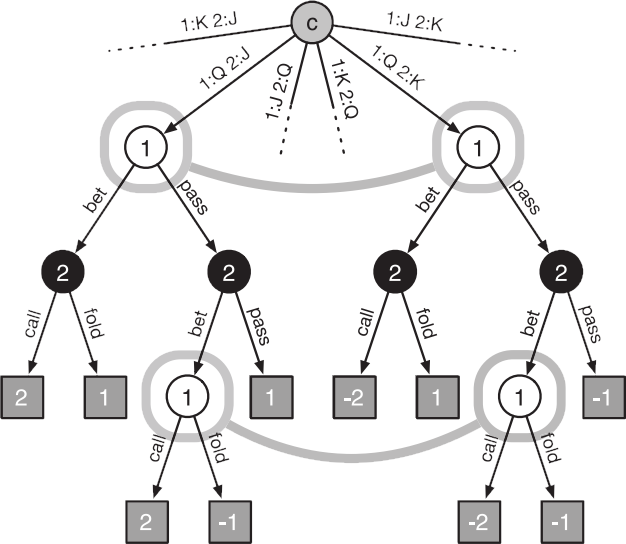 c
1:K 2:J
1:J 2:K
1:Q 2:J
1:J 2:Q
1:K 2:Q
1:Q 2:K
1
1
bet
pass
bet
pass
2
2
2
2
call
fold
bet
pass
call
fold
bet
pass
2
1
1
1
-2
1
1
-1
call
fold
call
fold
2
-1
-2
-1